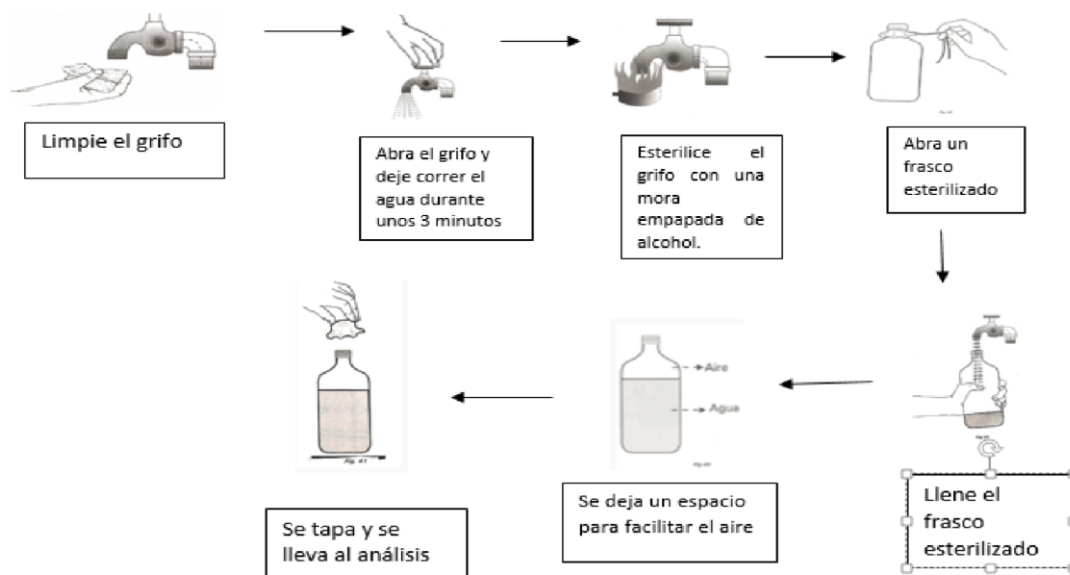 Limpie el grifo
Abra el grifo y
deje correr el
agua durante
unos 3 minutos
Esterilice el
grifo con una
mora
empapada de
alcohol.
Abra un
frasco
esterilizado
Llene el
frasco
esterilizado
Aire
Agua
Se deja un espacio
para facilitar el aire
Fig. 41
Se tapa y se
lleva al análisis